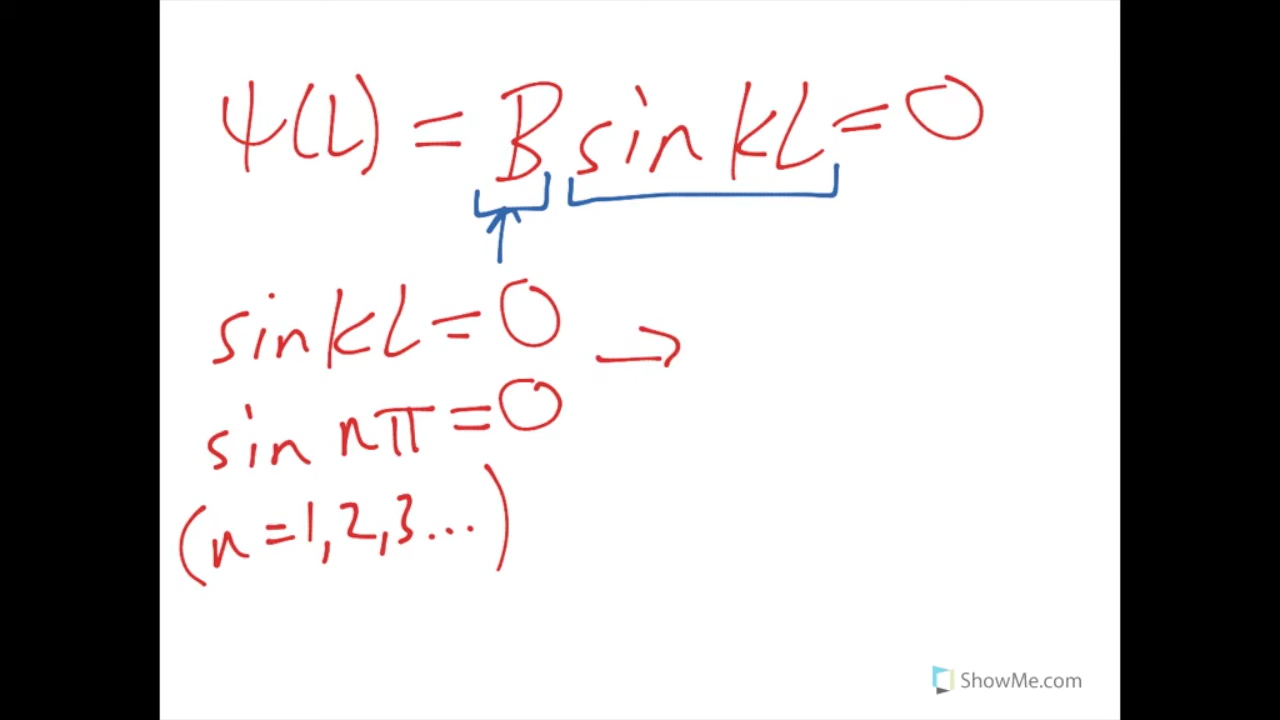 ψ(L) = B sin kL = 0
sin kL = 0 →
sin nπ = 0
(n = 1, 2, 3 ...)
ShowMe.com